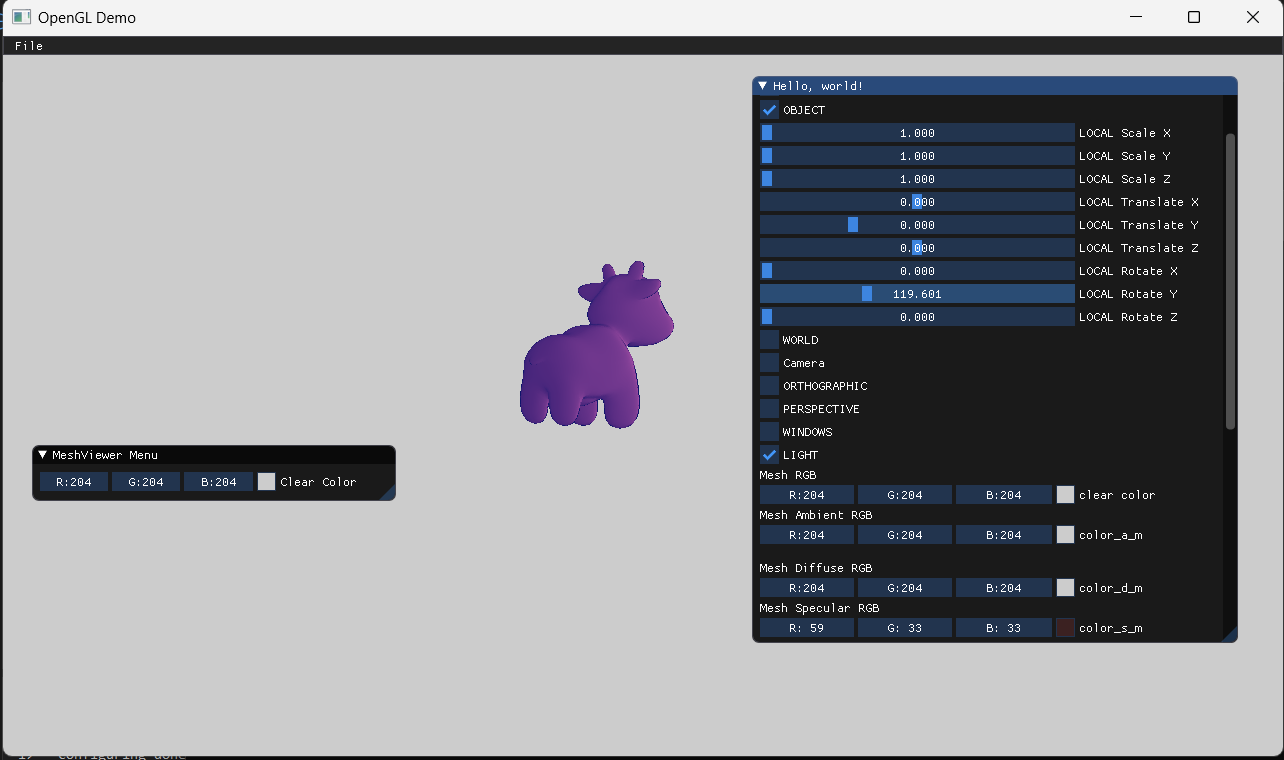 OpenGL Demo
File
Hello, world!
OBJECT
1.000 LOCAL Scale X
1.000 LOCAL Scale Y
1.000 LOCAL Scale Z
0.000 LOCAL Translate X
0.000 LOCAL Translate Y
0.000 LOCAL Translate Z
0.000 LOCAL Rotate X
119.601 LOCAL Rotate Y
0.000 LOCAL Rotate Z
WORLD
Camera
ORTHOGRAPHIC
PERSPECTIVE
WINDOWS
LIGHT
Mesh RGB
R:204 G:204 B:204 clear color
Mesh Ambient RGB
R:204 G:204 B:204 color_a_m
Mesh Diffuse RGB
R:204 G:204 B:204 color_d_m
Mesh Specular RGB
R: 59 G: 33 B: 33 color_s_m
MeshViewer Menu
R:204 G:204 B:204 Clear Color